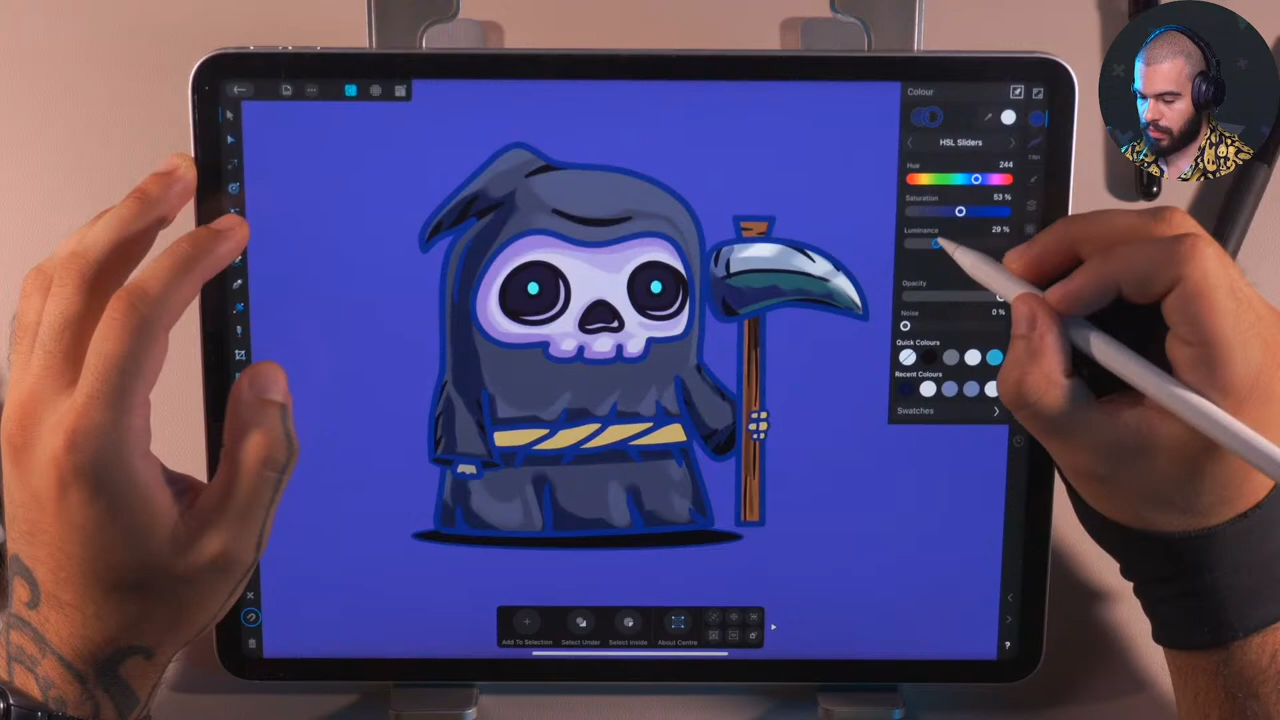 Colour
HSL Sliders
Hue 244
Saturation 53 %
Luminance 29 %
Opacity
Noise 0 %
Quick Colours
Recent Colours
Swatches
Add To Selection
Select Under
Select Inside
About Centre
?